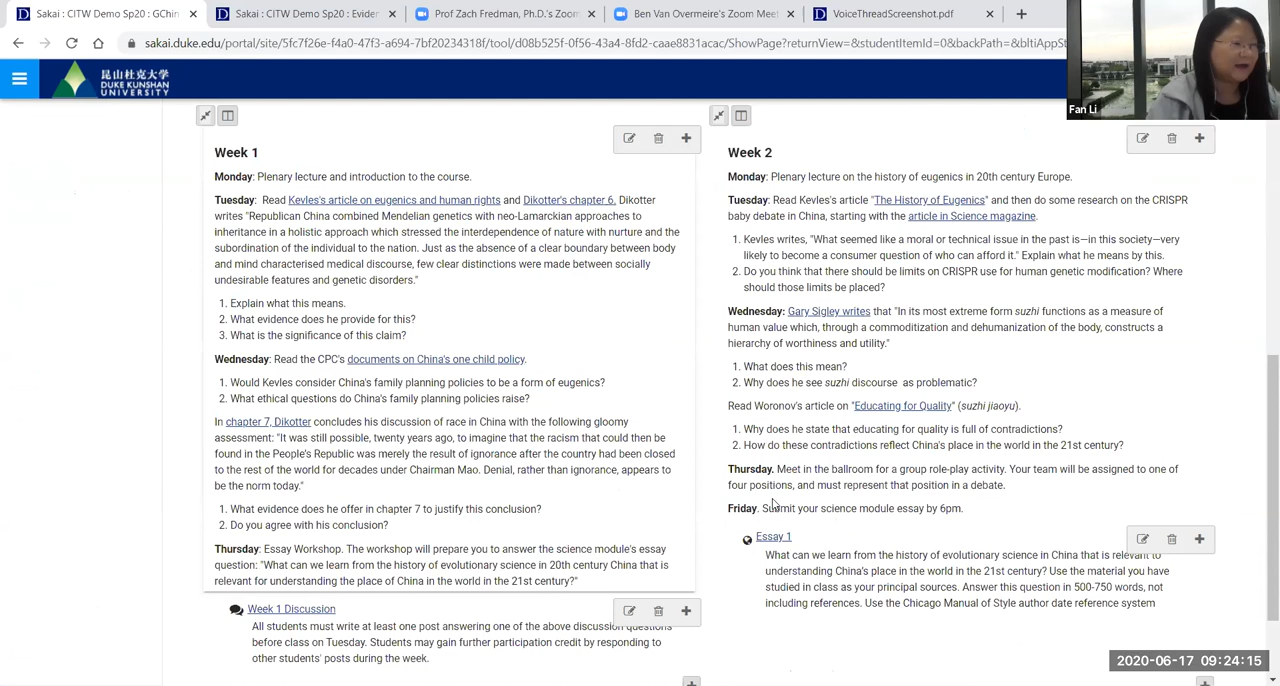 Sakai : CITW Demo Sp20 : GChin
Sakai : CITW Demo Sp20 : Eviden
Prof Zach Fredman, Ph.D.'s Zoom
Ben Van Overmeire's Zoom Meet
VoiceThreadScreenshot.pdf
sakai.duke.edu/portal/site/5fc7f26e-f4a0-47f3-a694-7bf20234318f/tool/d08b525f-0f56-43a4-8fd2-caae8831acac/ShowPage?returnView=&studentItemId=0&backPath=&bltiAppSt
昆山杜克大学
DUKE KUNSHAN
UNIVERSITY
Fan Li
Week 1
Monday: Plenary lecture and introduction to the course.
Tuesday: Read Kevles's article on eugenics and human rights and Dikotter's chapter 6. Dikotter
writes "Republican China combined Mendelian genetics with neo-Lamarckian approaches to
inheritance in a holistic approach which stressed the interdependence of nature with nurture and the
subordination of the individual to the nation. Just as the absence of a clear boundary between body
and mind characterised medical discourse, few clear distinctions were made between socially
undesirable features and genetic disorders."
1. Explain what this means.
2. What evidence does he provide for this?
3. What is the significance of this claim?
Wednesday: Read the CPC's documents on China's one child policy.
1. Would Kevles consider China's family planning policies to be a form of eugenics?
2. What ethical questions do China's family planning policies raise?
In chapter 7, Dikotter concludes his discussion of race in China with the following gloomy
assessment: "It was still possible, twenty years ago, to imagine that the racism that could then be
found in the People's Republic was merely the result of ignorance after the country had been closed
to the rest of the world for decades under Chairman Mao. Denial, rather than ignorance, appears to
be the norm today."
1. What evidence does he offer in chapter 7 to justify this conclusion?
2. Do you agree with his conclusion?
Thursday: Essay Workshop. The workshop will prepare you to answer the science module's essay
question: "What can we learn from the history of evolutionary science in 20th century China that is
relevant for understanding the place of China in the world in the 21st century?"
Week 1 Discussion
All students must write at least one post answering one of the above discussion questions
before class on Tuesday. Students may gain further participation credit by responding to
other students' posts during the week.
Week 2
Monday: Plenary lecture on the history of eugenics in 20th century Europe.
Tuesday: Read Kevles's article "The History of Eugenics" and then do some research on the CRISPR
baby debate in China, starting with the article in Science magazine.
1. Kevles writes, "What seemed like a moral or technical issue in the past is—in this society—very
likely to become a consumer question of who can afford it." Explain what he means by this.
2. Do you think that there should be limits on CRISPR use for human genetic modification? Where
should those limits be placed?
Wednesday: Gary Sigley writes that "In its most extreme form suzhi functions as a measure of
human value which, through a commoditization and dehumanization of the body, constructs a
hierarchy of worthiness and utility."
1. What does this mean?
2. Why does he see suzhi discourse as problematic?
Read Woronov's article on "Educating for Quality" (suzhi jiaoyu).
1. Why does he state that educating for quality is full of contradictions?
2. How do these contradictions reflect China's place in the world in the 21st century?
Thursday. Meet in the ballroom for a group role-play activity. Your team will be assigned to one of
four positions, and must represent that position in a debate.
Friday. Submit your science module essay by 6pm.
Essay 1
What can we learn from the history of evolutionary science in China that is relevant to
understanding China's place in the world in the 21st century? Use the material you have
studied in class as your principal sources. Answer this question in 500-750 words, not
including references. Use the Chicago Manual of Style author date reference system
2020-06-17 09:24:15